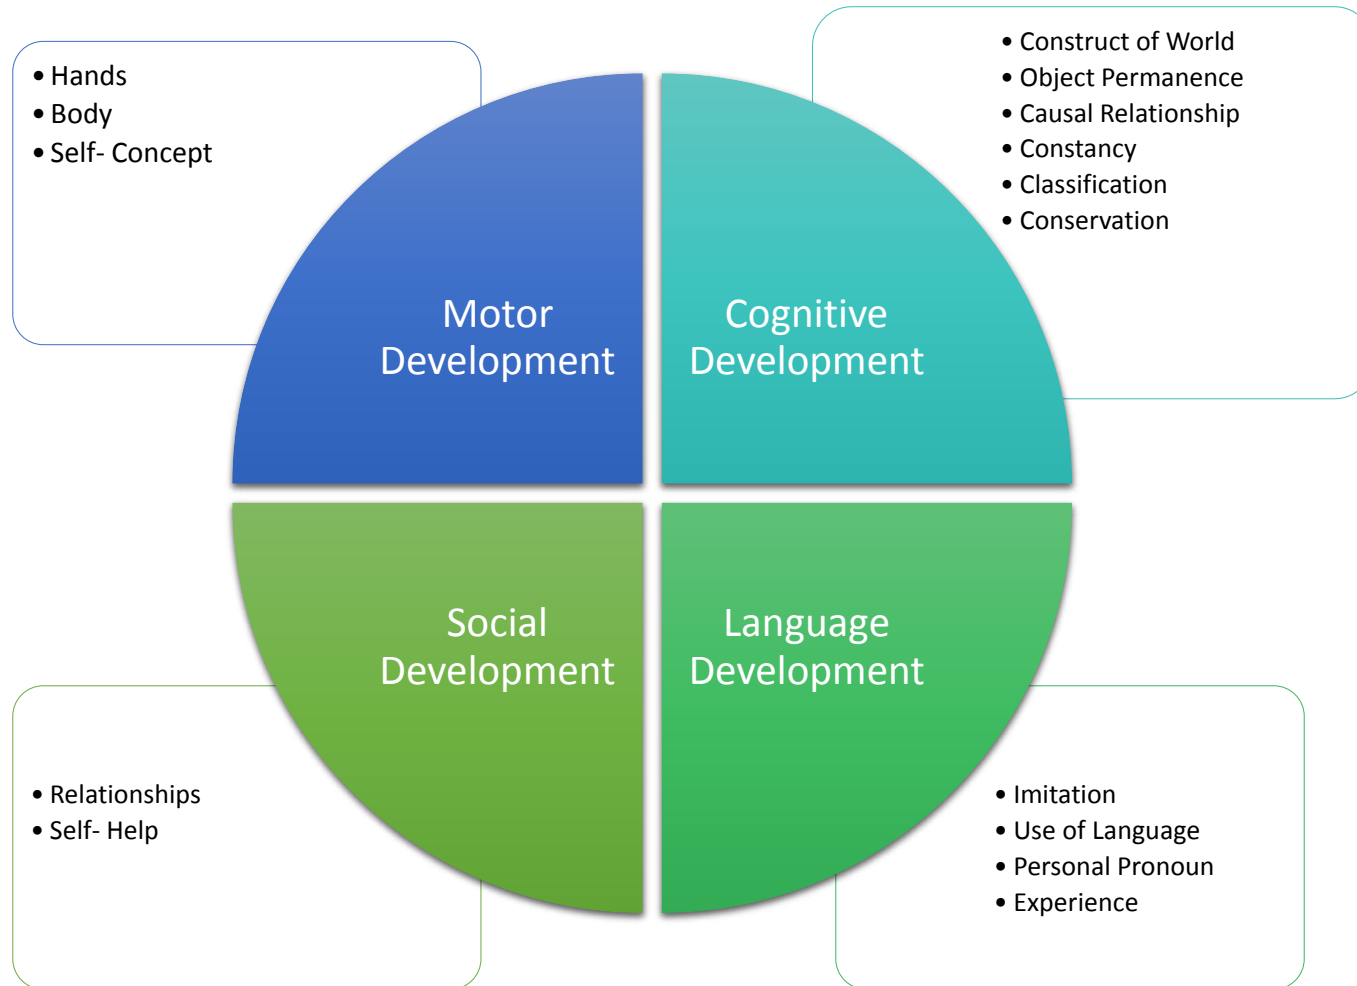 • Hands
• Body
• Self- Concept
• Construct of World
• Object Permanence
• Causal Relationship
• Constancy
• Classification
• Conservation
Motor
Development
Cognitive
Development
Social
Development
Language
Development
• Relationships
• Self- Help
• Imitation
• Use of Language
• Personal Pronoun
• Experience